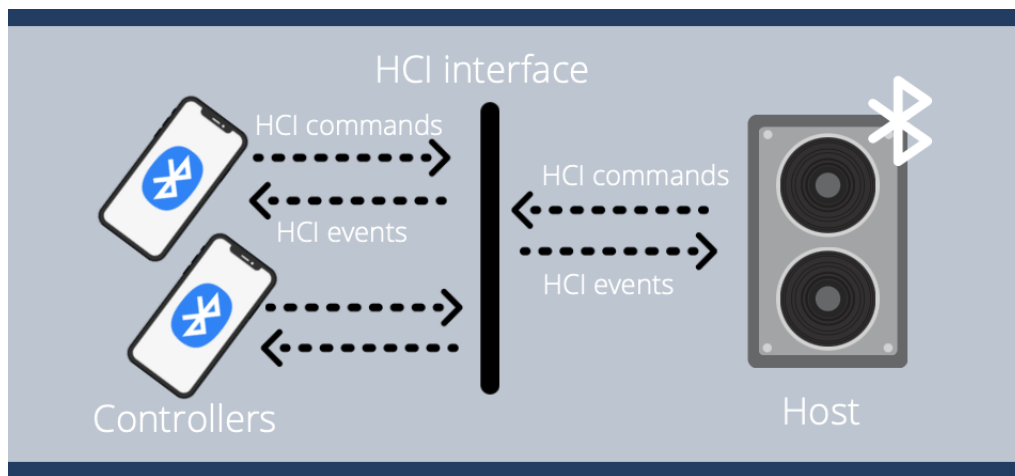 HCI interface
HCI commands
HCI events
HCI commands
HCI events
Controllers
Host